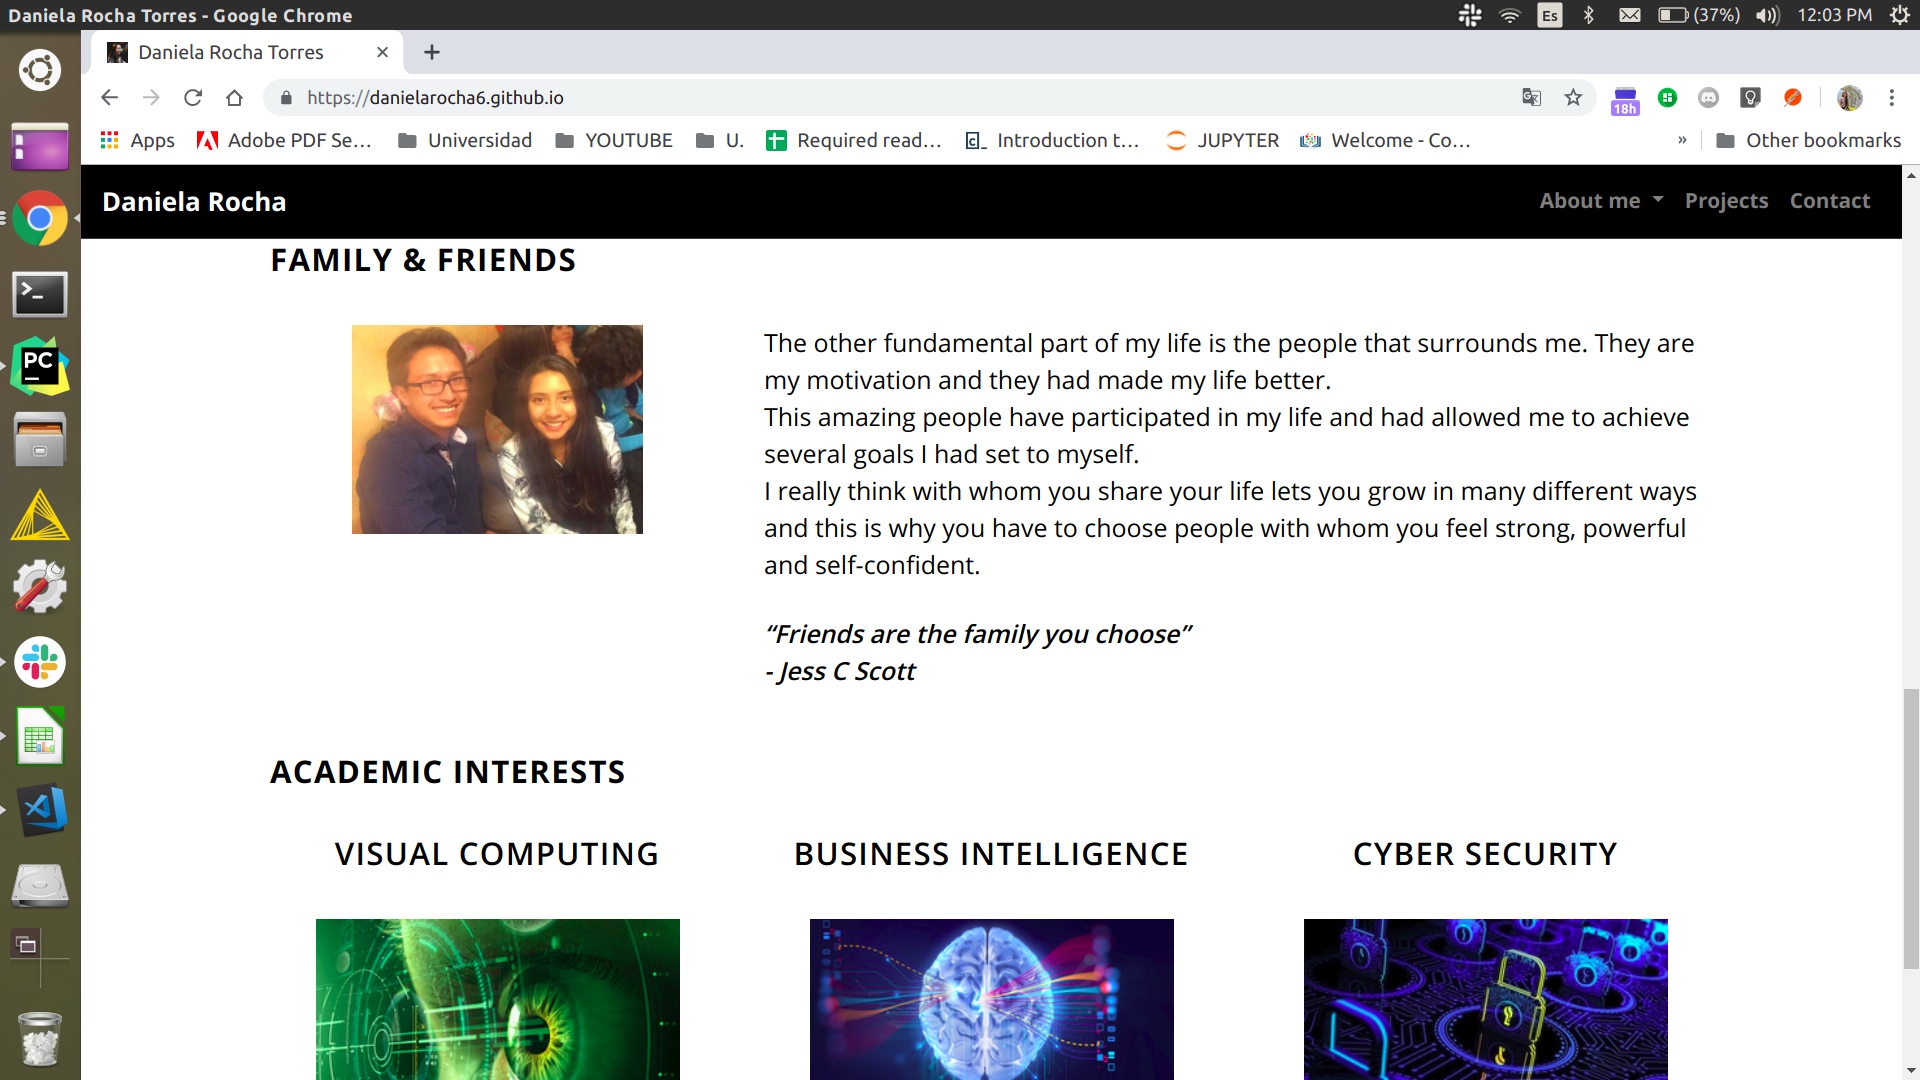 Daniela Rocha Torres - Google Chrome
Es
(37%)
12:03 PM
Daniela Rocha Torres
https://danielarocha6.github.io
18h
Apps
Adobe PDF Se...
Universidad
YOUTUBE
U.
Required read...
Introduction t...
JUPYTER
Welcome - Co...
»
Other bookmarks
Daniela Rocha
About me
Projects
Contact
FAMILY & FRIENDS
The other fundamental part of my life is the people that surrounds me. They are
my motivation and they had made my life better.
This amazing people have participated in my life and had allowed me to achieve
several goals I had set to myself.
I really think with whom you share your life lets you grow in many different ways
and this is why you have to choose people with whom you feel strong, powerful
and self-confident.
“Friends are the family you choose”
- Jess C Scott
ACADEMIC INTERESTS
VISUAL COMPUTING
BUSINESS INTELLIGENCE
CYBER SECURITY
>_
PC